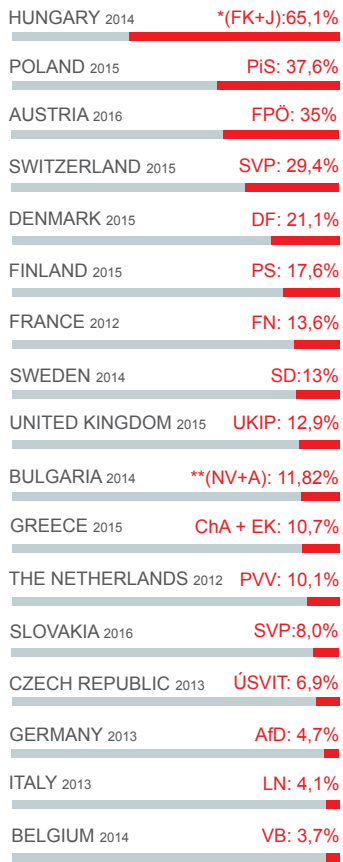 HUNGARY 2014 *(FK+J):65,1%
POLAND 2015 PiS: 37,6%
AUSTRIA 2016 FPÖ: 35%
SWITZERLAND 2015 SVP: 29,4%
DENMARK 2015 DF: 21,1%
FINLAND 2015 PS: 17,6%
FRANCE 2012 FN: 13,6%
SWEDEN 2014 SD:13%
UNITED KINGDOM 2015 UKIP: 12,9%
BULGARIA 2014 **(NV+A): 11,82%
GREECE 2015 ChA + EK: 10,7%
THE NETHERLANDS 2012 PVV: 10,1%
SLOVAKIA 2016 SVP:8,0%
CZECH REPUBLIC 2013 ÚSVIT: 6,9%
GERMANY 2013 AfD: 4,7%
ITALY 2013 LN: 4,1%
BELGIUM 2014 VB: 3,7%